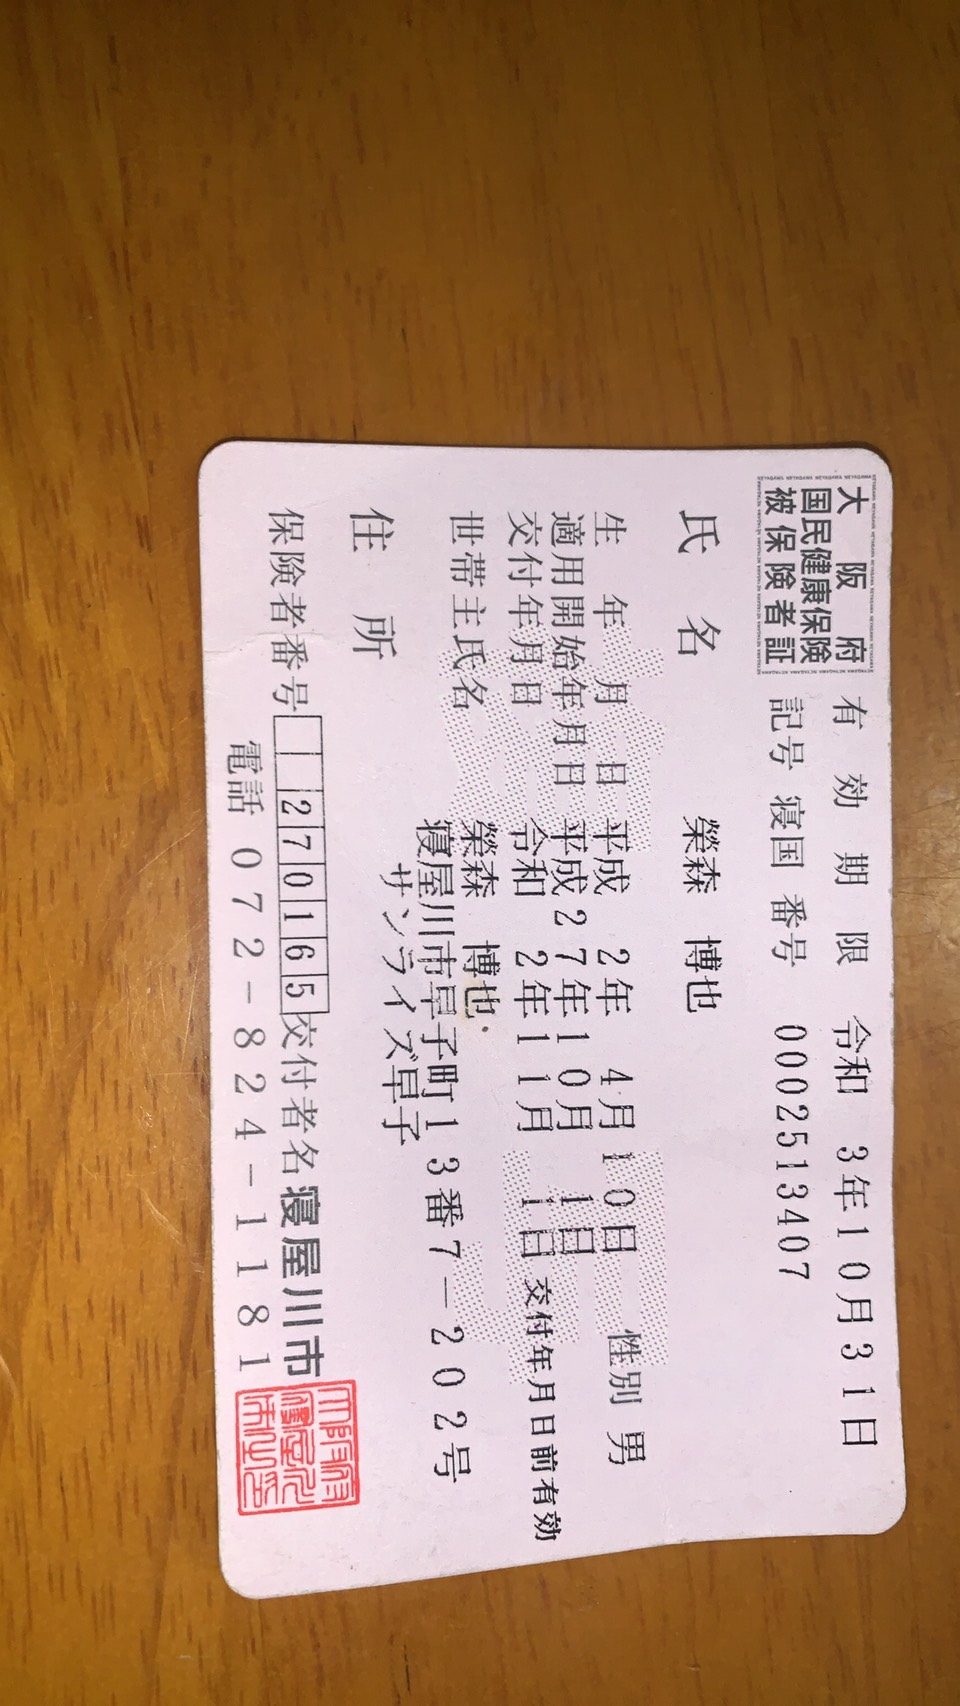 大阪府
国民健康保険
被保険者証
有効期限 令和 3年10月31日
記号 寝国 番号 0002513407
氏名 榮森 博也
生年月日 平成 2年 4月10日 性別 男
適用開始年月日 平成27年10月 1日
交付年月日 令和 2年11月 1日 交付年月日前有効
世帯主氏名 榮森 博也
住所 寝屋川市早子町13番7-202号
サンライズ早子
保険者番号 270165 交付者名 寝屋川市
電話 072-824-1181